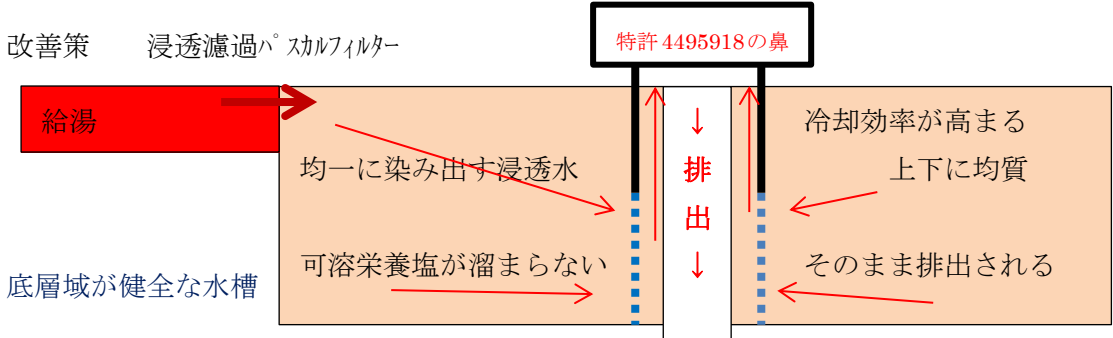 改善策　浸透濾過ﾊﾟｽｶﾙﾌｨﾙﾀｰ
特許4495918の鼻
給湯
↓
排
出
↓
均一に染み出す浸透水
可溶栄養塩が溜まらない
冷却効率が高まる
上下に均質
そのまま排出される
底層域が健全な水槽